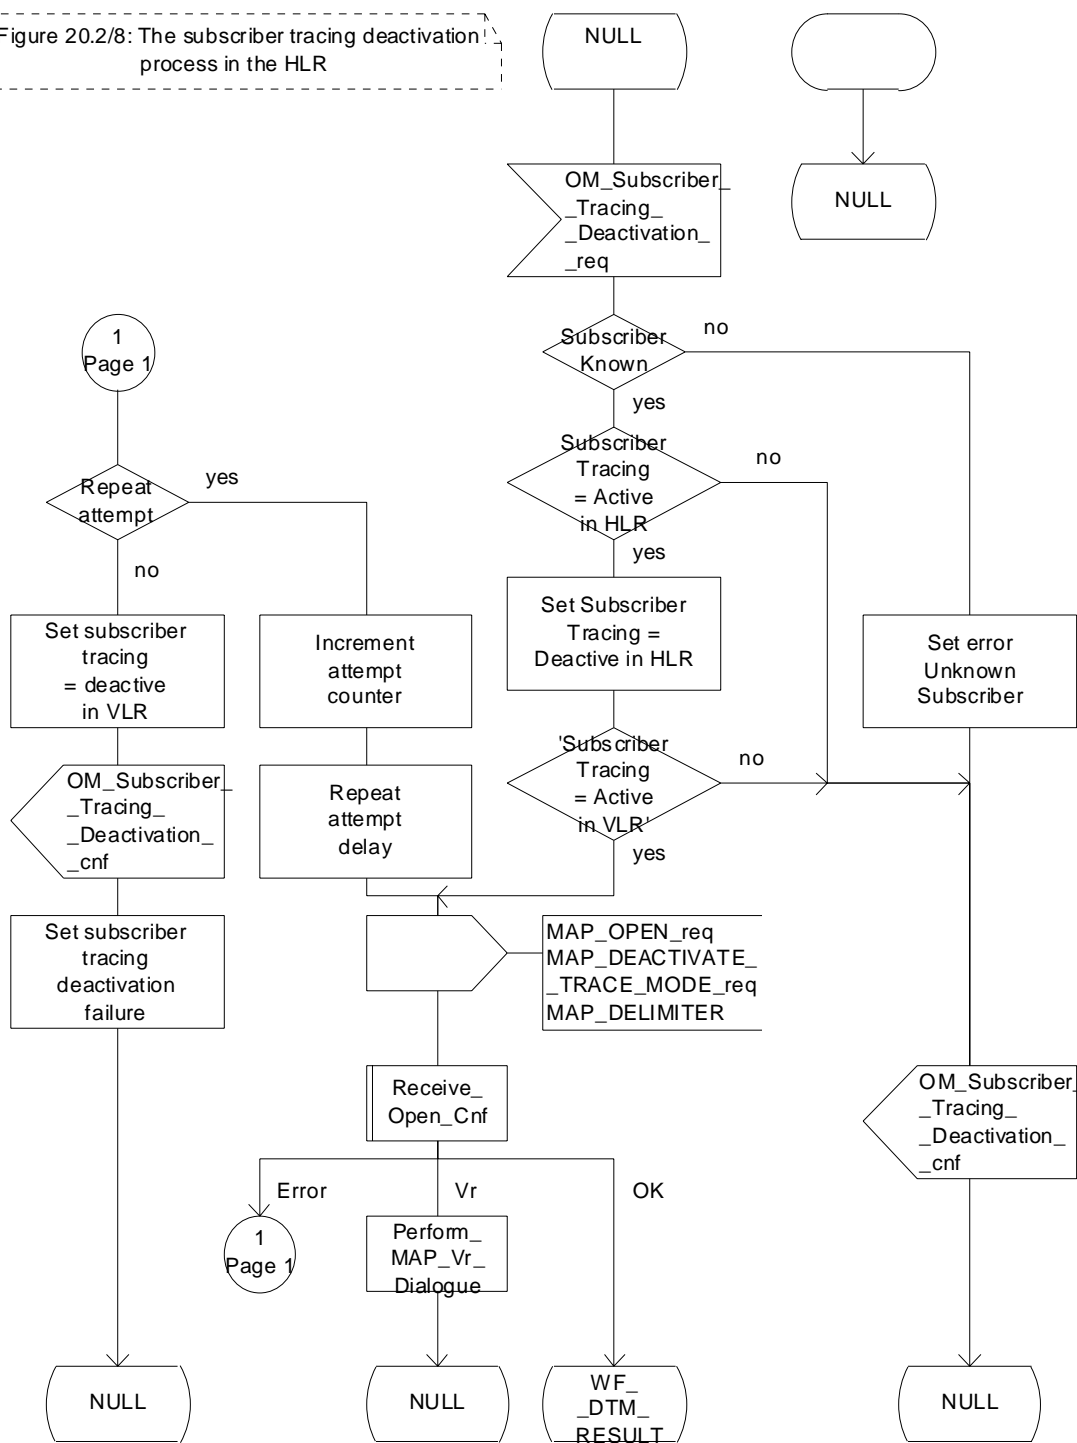 Figure 20.2/8: The subscriber tracing deactivation
process in the HLR
NULL
OM_Subscriber_
_Tracing_
_Deactivation_
_req
NULL
Subscriber
Known
no
yes
1
Page 1
Subscriber
Tracing
= Active
in HLR
no
yes
Repeat
attempt
yes
no
Set subscriber
tracing
= deactive
in VLR
Increment
attempt
counter
Set Subscriber
Tracing =
Deactive in HLR
Set error
Unknown
Subscriber
'Subscriber
Tracing
= Active
in VLR'
no
yes
OM_Subscriber_
_Tracing_
_Deactivation_
_cnf
Repeat
attempt
delay
Set subscriber
tracing
deactivation
failure
MAP_OPEN_req
MAP_DEACTIVATE_
_TRACE_MODE_req
MAP_DELIMITER
Receive_
Open_Cnf
OM_Subscriber_
_Tracing_
_Deactivation_
_cnf
Error
Vr
OK
1
Page 1
Perform_
MAP_Vr_
Dialogue
NULL
NULL
WF_
_DTM_
RESULT
NULL